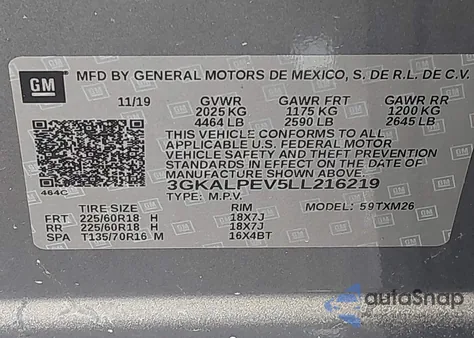 GM
MFD BY GENERAL MOTORS DE MEXICO, S. DE R.L. DE C.V.
11/19 GVWR GAWR FRT GAWR RR
2025 KG 1175 KG 1200 KG
4464 LB 2590 LB 2645 LB
THIS VEHICLE CONFORMS TO ALL
APPLICABLE U.S. FEDERAL MOTOR
VEHICLE SAFETY AND THEFT PREVENTION
STANDARDS IN EFFECT ON THE DATE OF
MANUFACTURE SHOWN ABOVE.
464C 3GKALPEV5LL216219
TYPE: M.P.V.
TIRE SIZE RIM MODEL: 59TXM26
FRT 225/60R18 H 18X7J
RR 225/60R18 H 18X7J
SPA T135/70R16 M 16X4BT
autoSnap